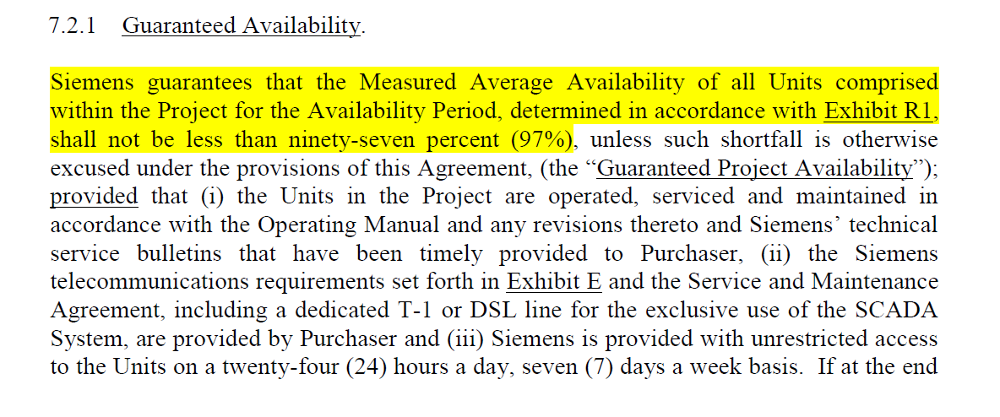 7.2.1 Guaranteed Availability.
Siemens guarantees that the Measured Average Availability of all Units comprised
within the Project for the Availability Period, determined in accordance with Exhibit R1,
shall not be less than ninety-seven percent (97%), unless such shortfall is otherwise
excused under the provisions of this Agreement, (the “Guaranteed Project Availability”);
provided that (i) the Units in the Project are operated, serviced and maintained in
accordance with the Operating Manual and any revisions thereto and Siemens’ technical
service bulletins that have been timely provided to Purchaser, (ii) the Siemens
telecommunications requirements set forth in Exhibit E and the Service and Maintenance
Agreement, including a dedicated T-1 or DSL line for the exclusive use of the SCADA
System, are provided by Purchaser and (iii) Siemens is provided with unrestricted access
to the Units on a twenty-four (24) hours a day, seven (7) days a week basis. If at the end